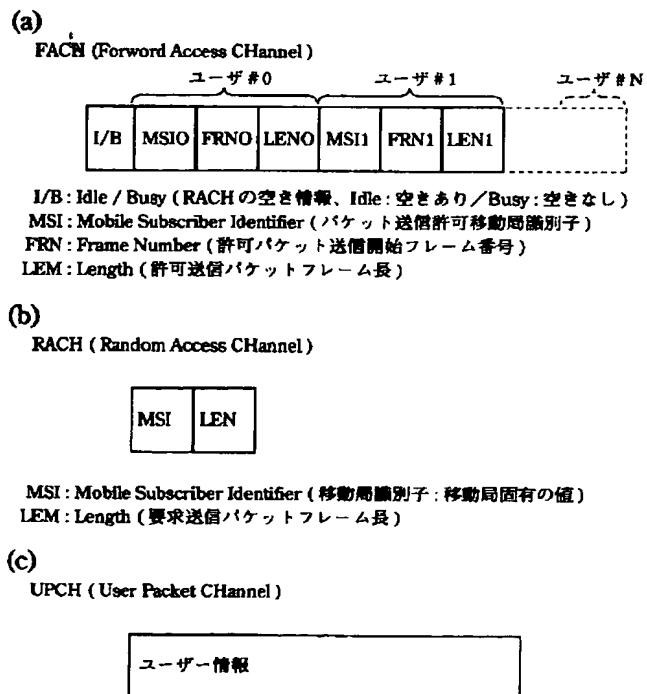 (a)
FACH (Forword Access CHannel)
ユーザ#0 ユーザ#1 ユーザ#N
I/B MSI0 FRN0 LEN0 MSI1 FRN1 LEN1
I/B : Idle / Busy ( RACH の空き情報、Idle : 空きあり／Busy : 空きなし )
MSI : Mobile Subscriber Identifier ( パケット送信許可移動局識別子 )
FRN : Frame Number ( 許可パケット送信開始フレーム番号 )
LEM : Length ( 許可送信パケットフレーム長 )
(b)
RACH ( Random Access CHannel )
MSI LEN
MSI : Mobile Subscriber Identifier ( 移動局識別子 : 移動局固有の値 )
LEM : Length ( 要求送信パケットフレーム長 )
(c)
UPCH ( User Packet CHannel )
ユーザー情報